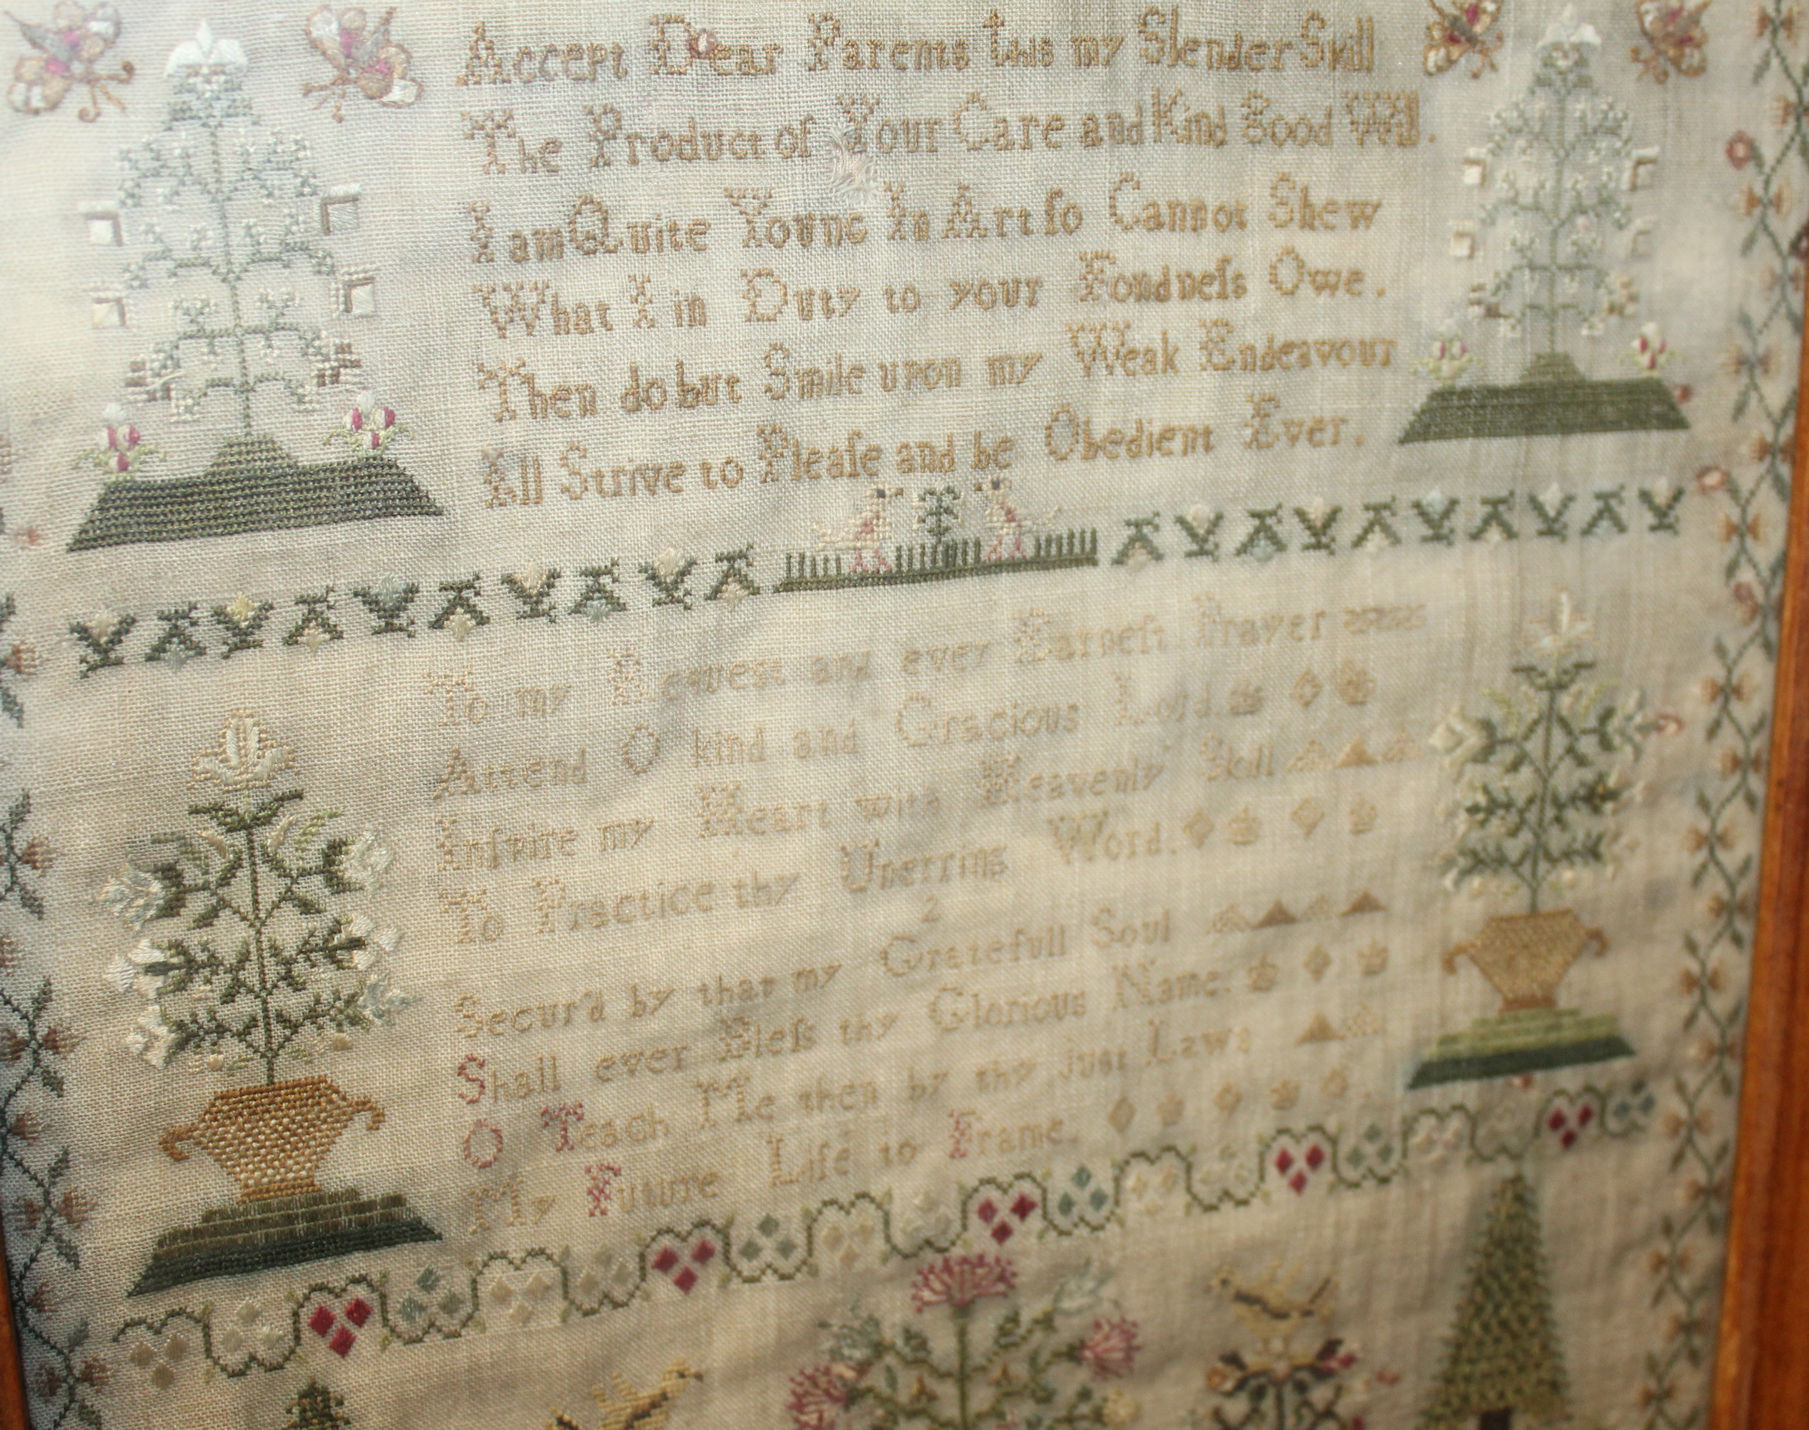 Accept Dear Parents this my Slender Skill
The Product of Your Care and Kind Good Will.
I am Quite Young In Art ſo Cannot Shew
What I in Duty to your Fondneſs Owe.
Then do but Smile upon my Weak Endeavour
Ill Strive to Pleaſe and be Obedient Ever.
To my Request and ever Earneſt Prayer
Attend O kind and Gracious Lord.
Inſpire my Heart with Heavenly Skill
To Practice thy Unerring Word.
2
Secur'd by that my Gratefull Soul
Shall ever Bleſs thy Glorious Name.
O Teach Me then by thy just Laws
My Future Life to Frame.